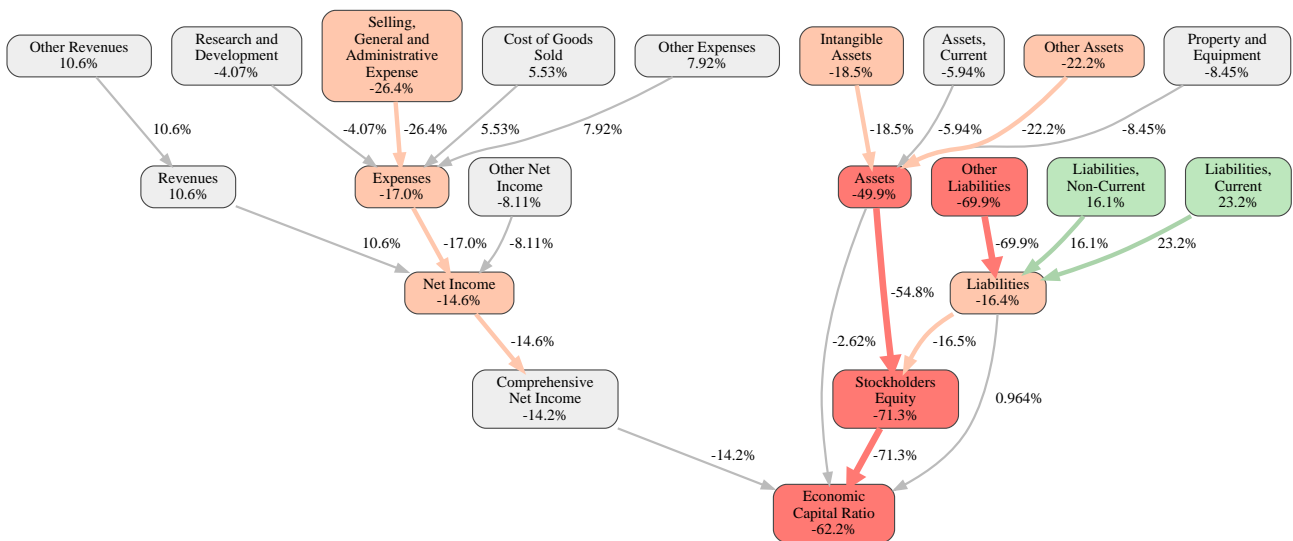 Other Revenues
10.6%
Research and
Development
-4.07%
Selling,
General and
Administrative
Expense
-26.4%
Cost of Goods
Sold
5.53%
Other Expenses
7.92%
Intangible
Assets
-18.5%
Assets,
Current
-5.94%
Other Assets
-22.2%
Property and
Equipment
-8.45%
10.6%
-4.07%
-26.4%
5.53%
7.92%
-18.5%
-5.94%
-22.2%
-8.45%
Revenues
10.6%
Expenses
-17.0%
Other Net
Income
-8.11%
Assets
-49.9%
Other
Liabilities
-69.9%
Liabilities,
Non-Current
16.1%
Liabilities,
Current
23.2%
10.6%
-17.0%
-8.11%
-69.9%
16.1%
23.2%
Net Income
-14.6%
-54.8%
Liabilities
-16.4%
-14.6%
-2.62%
-16.5%
Comprehensive
Net Income
-14.2%
Stockholders
Equity
-71.3%
0.964%
-14.2%
-71.3%
Economic
Capital Ratio
-62.2%